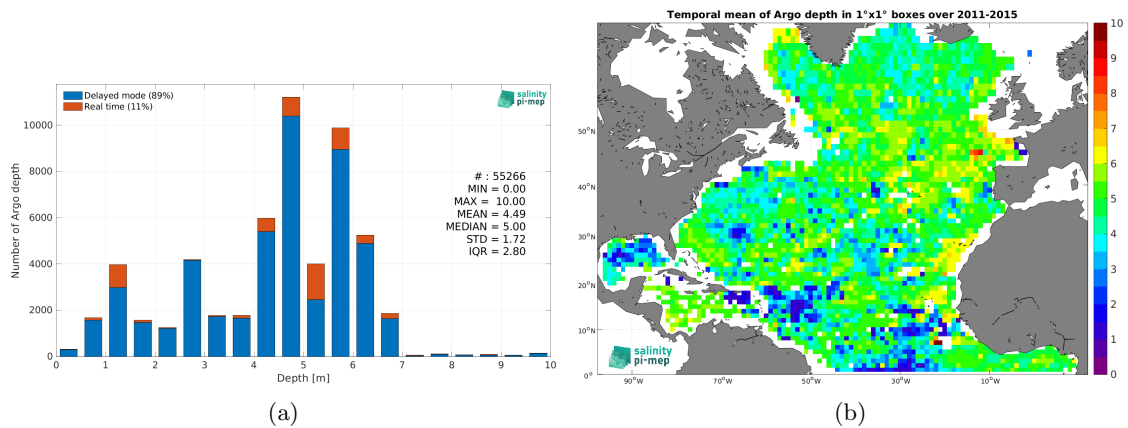 Delayed mode (89%)
Real time (11%)
salinity
pi-mep
Number of Argo depth
10000
8000
6000
4000
2000
0
# : 55266
MIN = 0.00
MAX = 10.00
MEAN = 4.49
MEDIAN = 5.00
STD = 1.72
IQR = 2.80
0 1 2 3 4 5 6 7 8 9 10
Depth [m]
(a)
Temporal mean of Argo depth in 1°x1° boxes over 2011-2015
50°N
40°N
30°N
20°N
10°N
0°
90°W 70°W 50°W 30°W 10°W
salinity
pi-mep
10
9
8
7
6
5
4
3
2
1
0
(b)